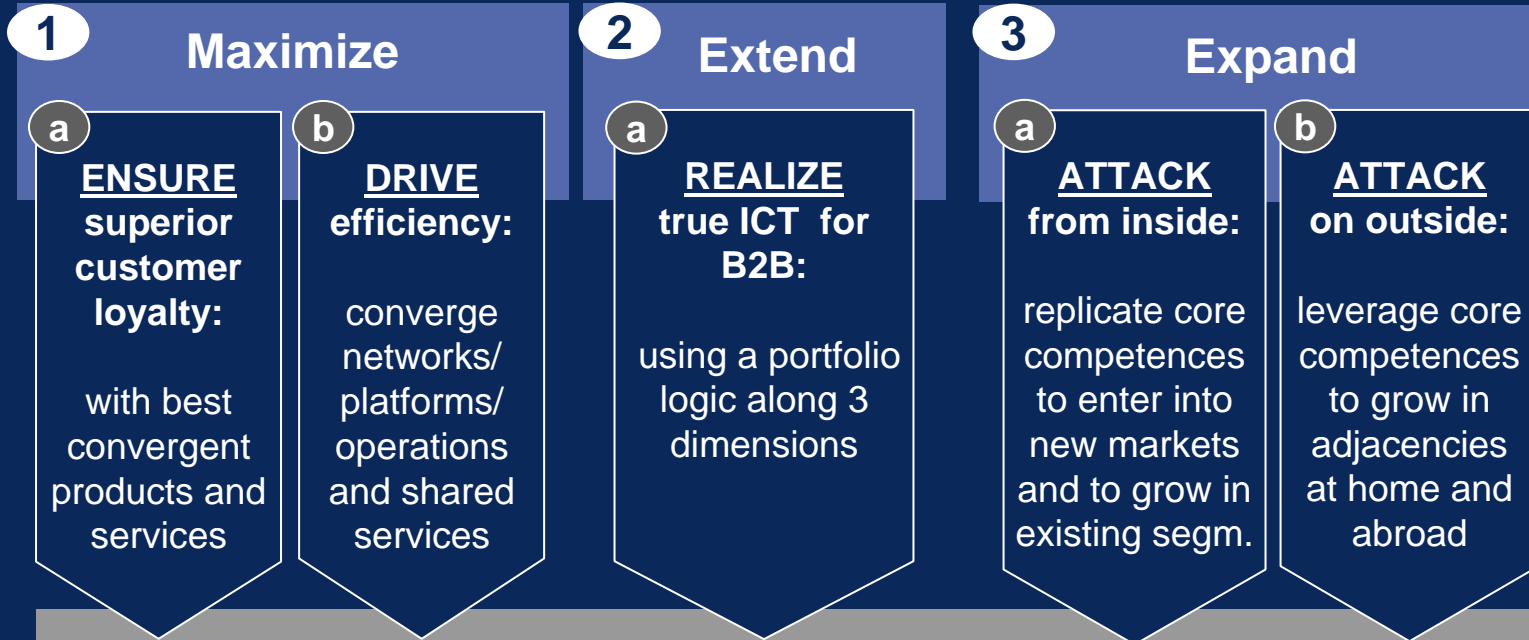 1
Maximize
a
ENSURE
superior
customer
loyalty:
with best
convergent
products and
services
b
DRIVE
efficiency:
converge
networks/
platforms/
operations
and shared
services
2
Extend
a
REALIZE
true ICT for
B2B:
using a portfolio
logic along 3
dimensions
3
Expand
a
ATTACK
from inside:
replicate core
competences
to enter into
new markets
and to grow in
existing segm.
b
ATTACK
on outside:
leverage core
competences
to grow in
adjacencies
at home and
abroad